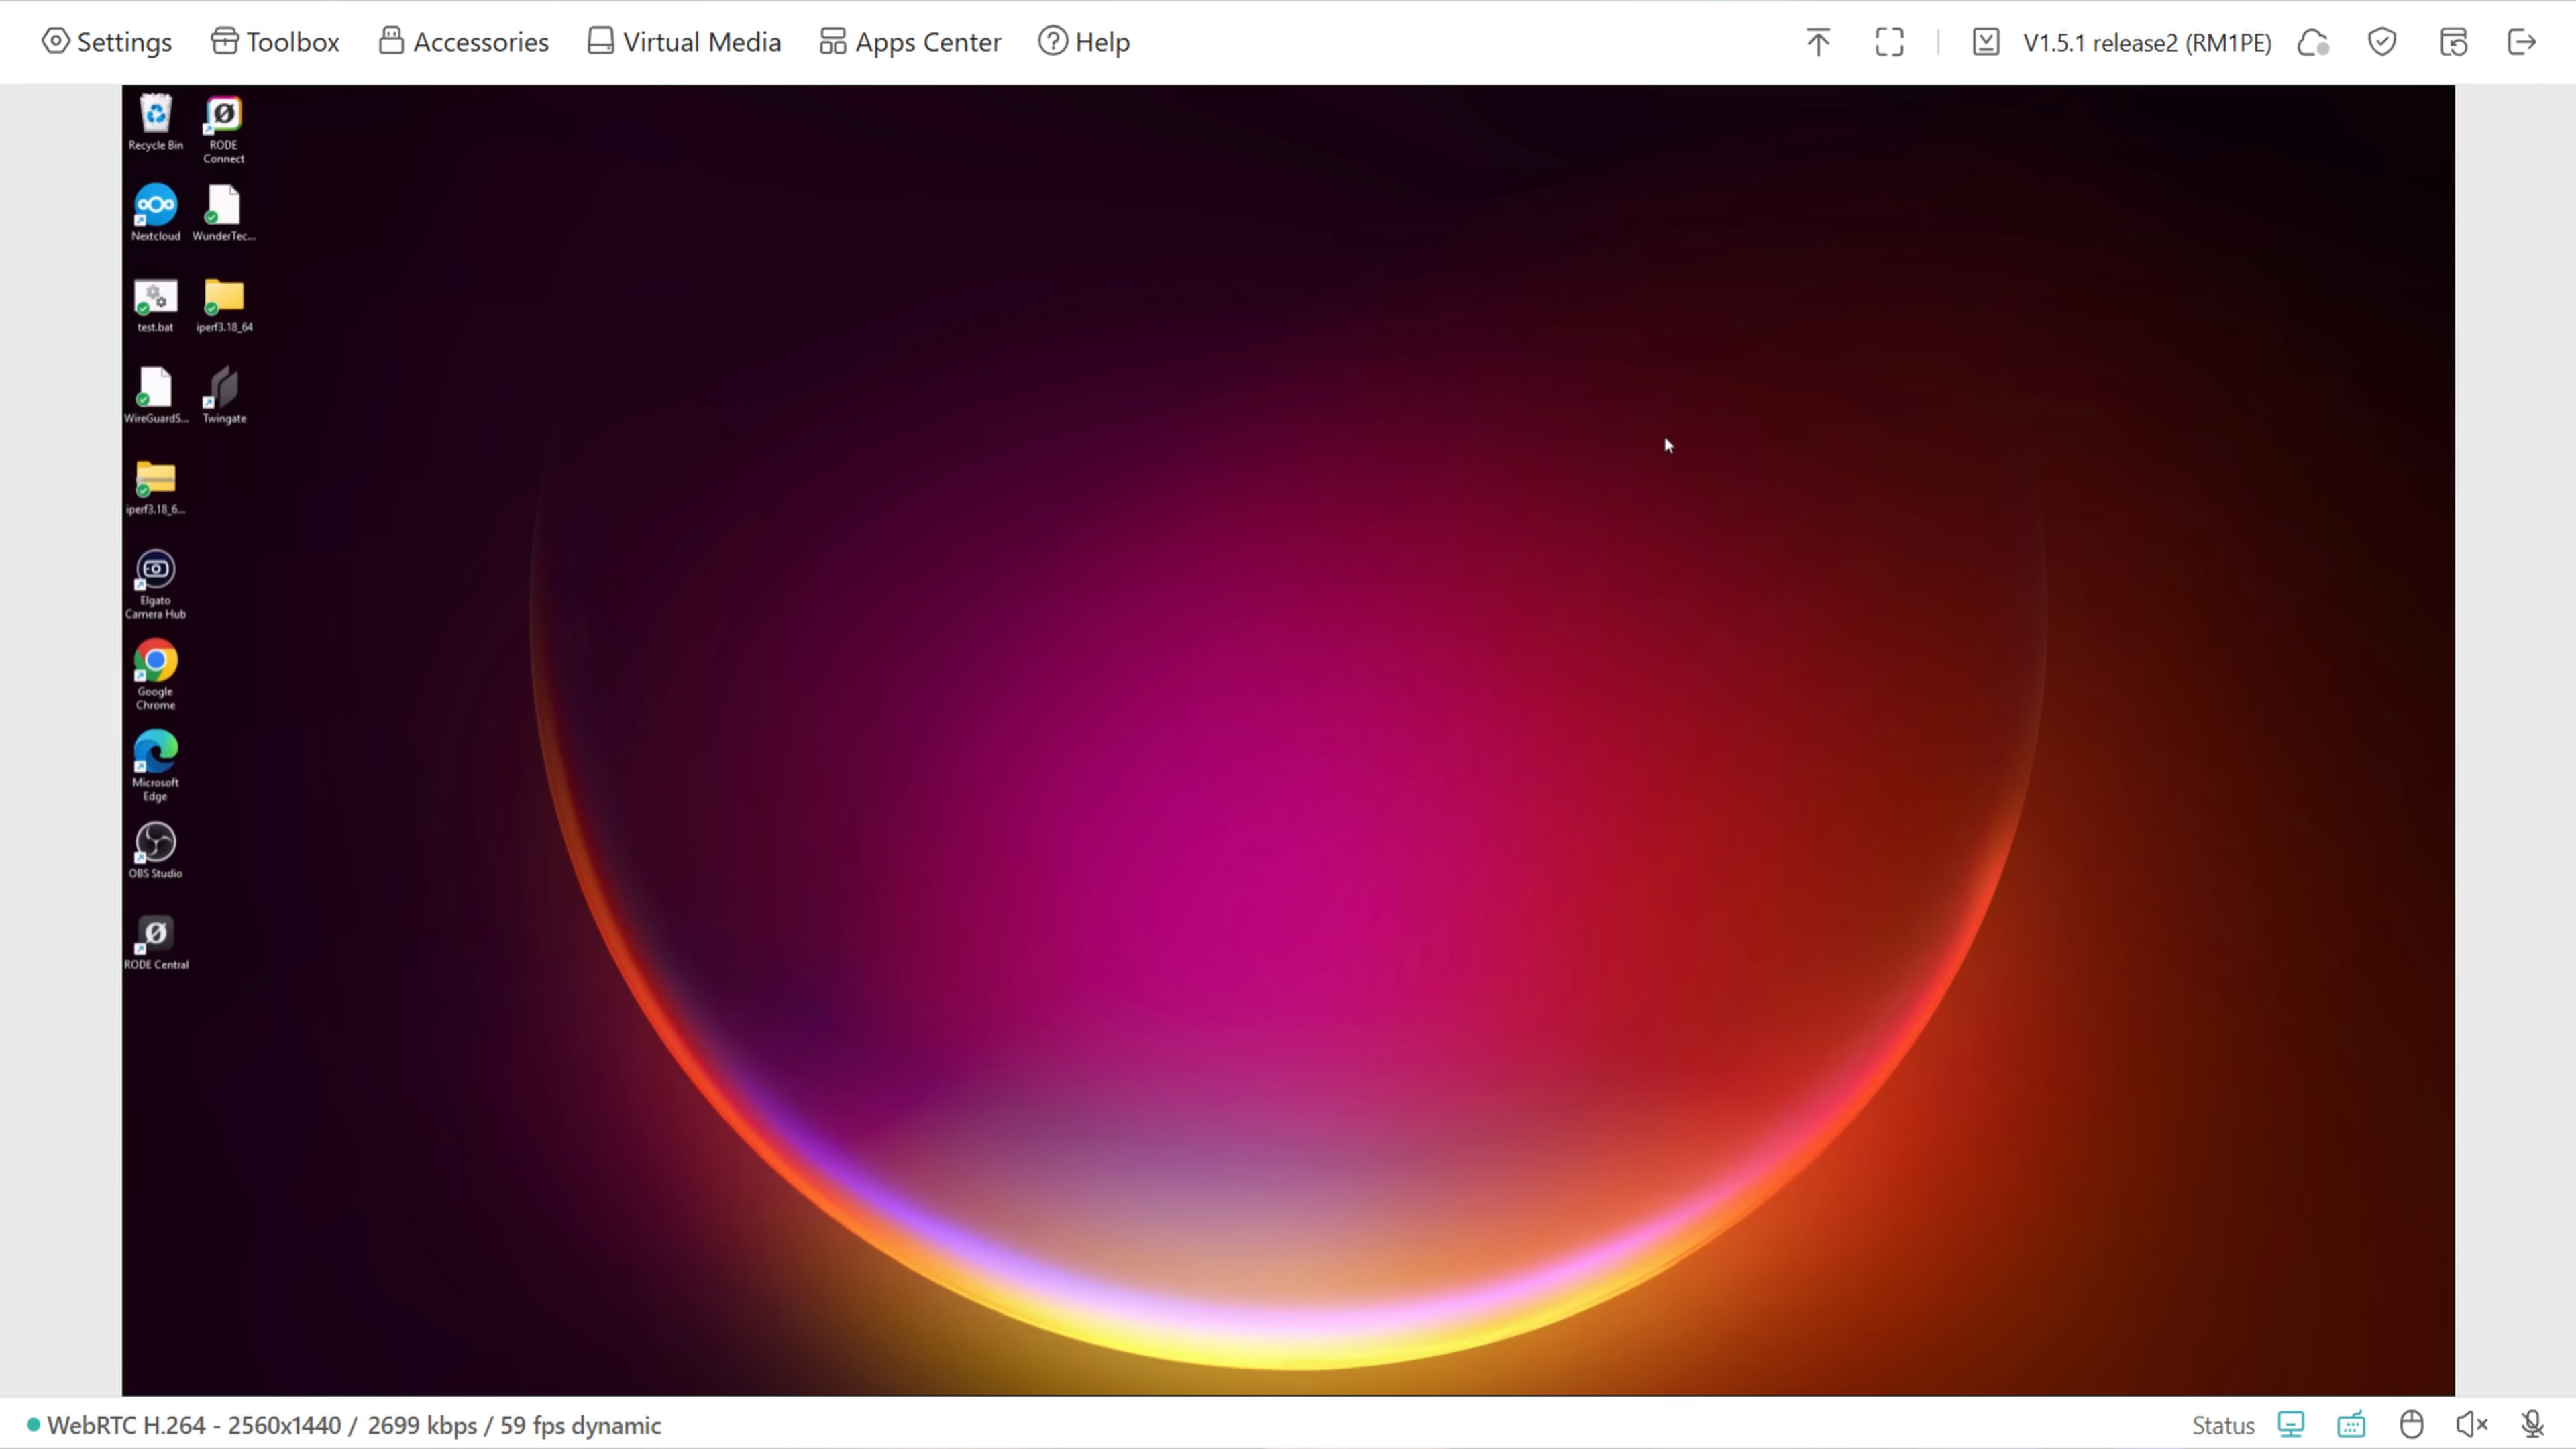 Settings Toolbox Accessories Virtual Media Apps Center Help V1.5.1 release2 (RM1PE)
Recycle Bin
RODE
Connect
Nextcloud
WunderTec...
test.bat
iperf3.18_64
WireGuardS...
Twingate
iperf3.18_6...
Elgato
Camera Hub
Google
Chrome
Microsoft
Edge
OBS Studio
RODE Central
WebRTC H.264 - 2560x1440 / 2699 kbps / 59 fps dynamic Status